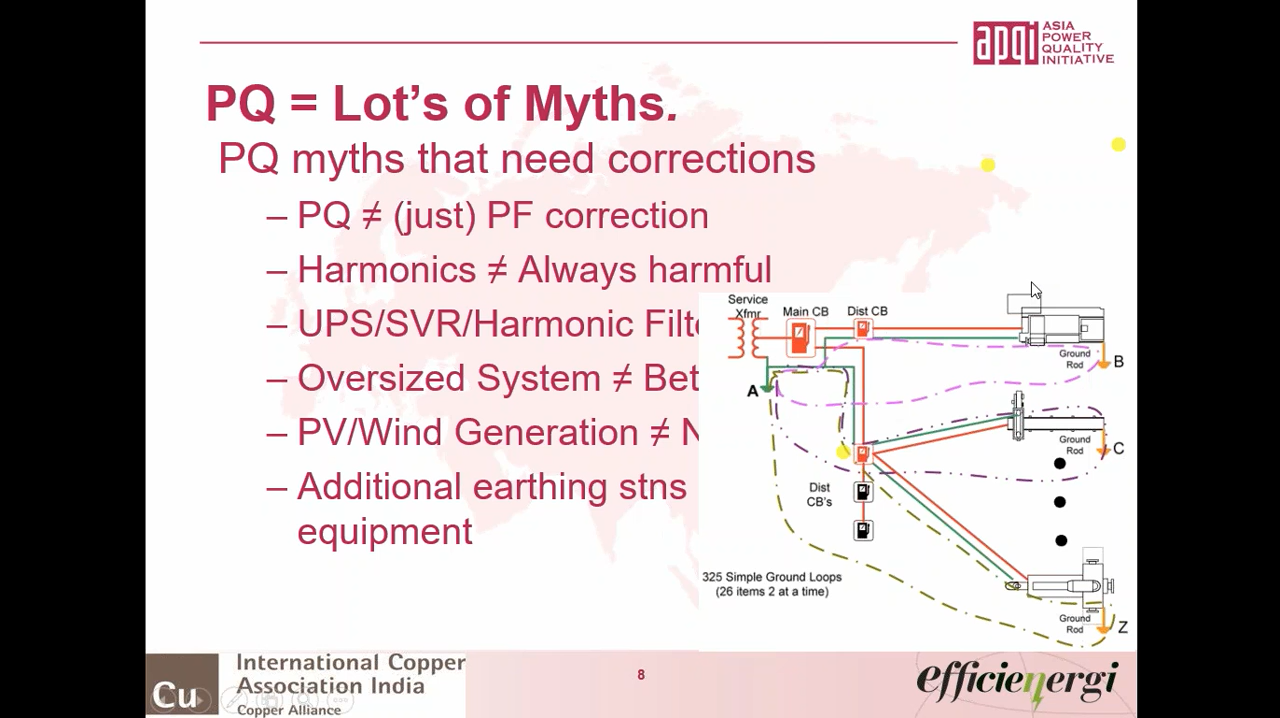 apqi ASIA
POWER
QUALITY
INITIATIVE
PQ = Lot's of Myths.
PQ myths that need corrections
– PQ ≠ (just) PF correction
– Harmonics ≠ Always harmful
– UPS/SVR/Harmonic
– Oversized System ≠
– PV/Wind Generation ≠
– Additional earthing stns
equipment
Service
Xfmr
Main CB
Dist CB
Ground
Rod
B
A
Ground
Rod
C
Dist
CB's
325 Simple Ground Loops
(26 items 2 at a time)
Ground
Rod
Z
Cu
International Copper
Association India
Copper Alliance
8
efficienergi